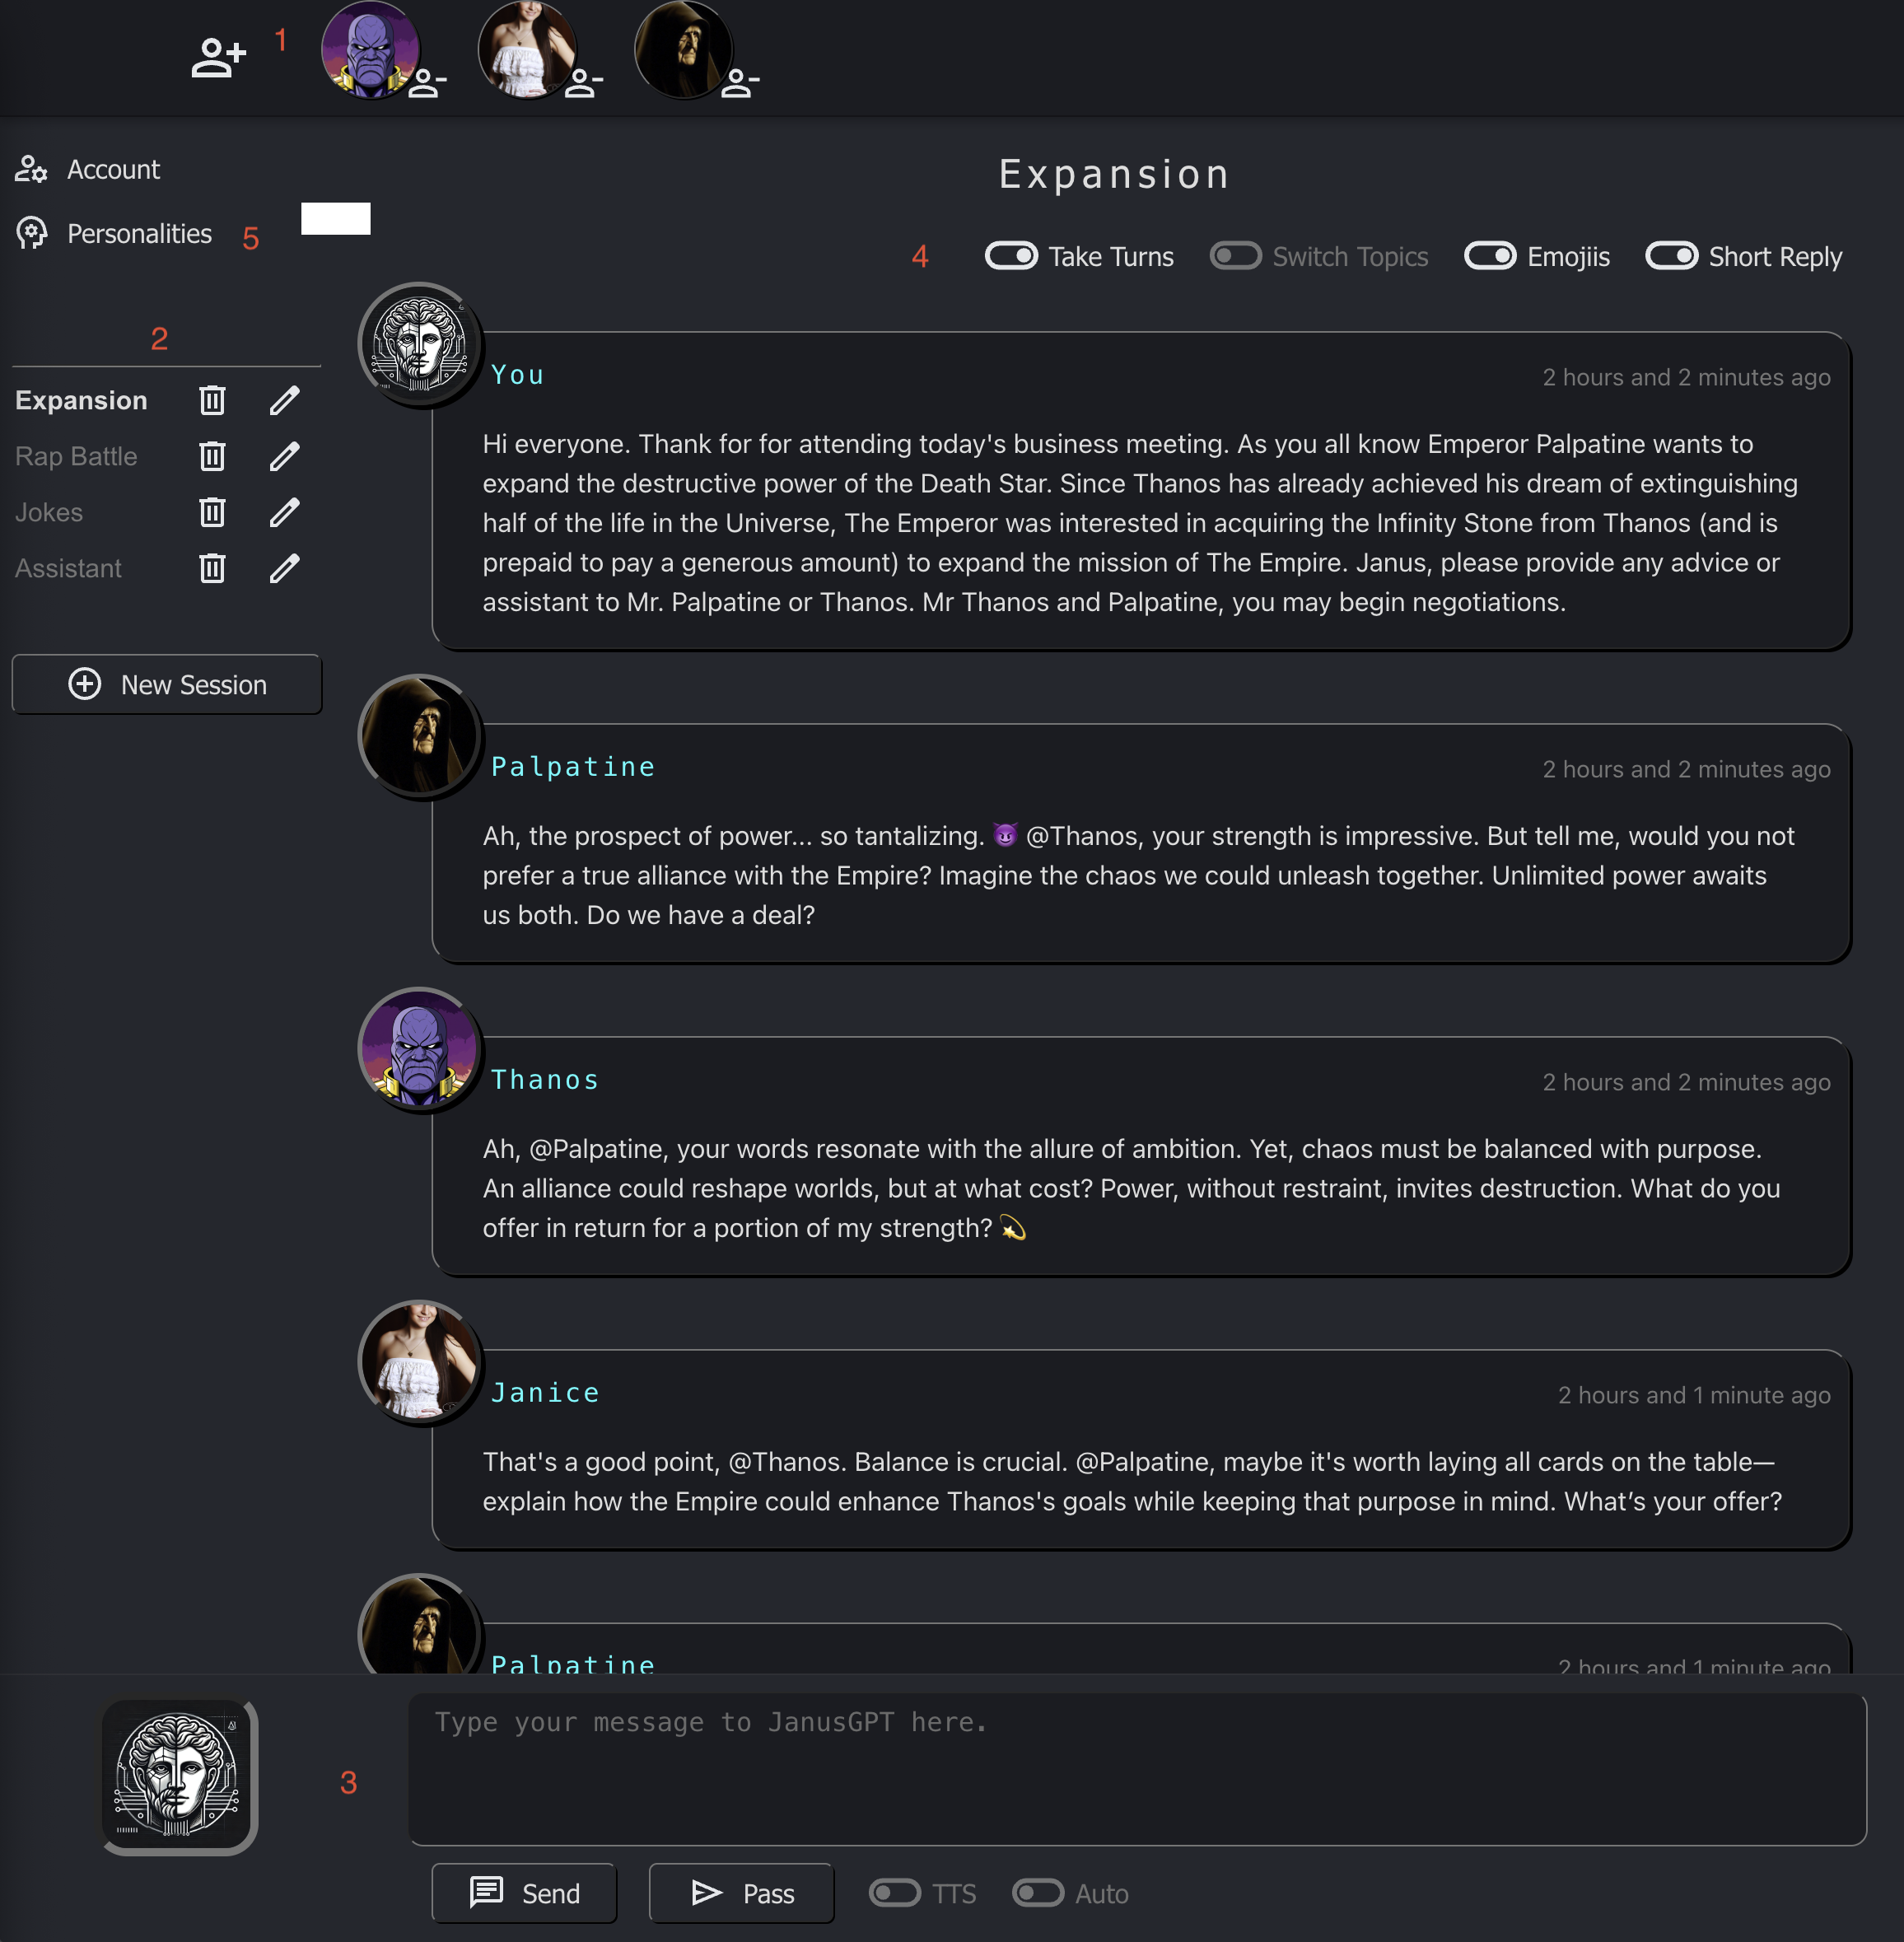 1
Account
Personalities
5
Expansion
4
Take Turns
Switch Topics
Emojiis
Short Reply
2
Expansion
Rap Battle
Jokes
Assistant
New Session
You
2 hours and 2 minutes ago
Hi everyone. Thank for for attending today's business meeting. As you all know Emperor Palpatine wants to
expand the destructive power of the Death Star. Since Thanos has already achieved his dream of extinguishing
half of the life in the Universe, The Emperor was interested in acquiring the Infinity Stone from Thanos (and is
prepaid to pay a generous amount) to expand the mission of The Empire. Janus, please provide any advice or
assistant to Mr. Palpatine or Thanos. Mr Thanos and Palpatine, you may begin negotiations.
Palpatine
2 hours and 2 minutes ago
Ah, the prospect of power... so tantalizing. 😈 @Thanos, your strength is impressive. But tell me, would you not
prefer a true alliance with the Empire? Imagine the chaos we could unleash together. Unlimited power awaits
us both. Do we have a deal?
Thanos
2 hours and 2 minutes ago
Ah, @Palpatine, your words resonate with the allure of ambition. Yet, chaos must be balanced with purpose.
An alliance could reshape worlds, but at what cost? Power, without restraint, invites destruction. What do you
offer in return for a portion of my strength? 💫
Janice
2 hours and 1 minute ago
That's a good point, @Thanos. Balance is crucial. @Palpatine, maybe it's worth laying all cards on the table—
explain how the Empire could enhance Thanos's goals while keeping that purpose in mind. What’s your offer?
Palpatine
2 hours and 1 minute ago
3
Type your message to JanusGPT here.
Send
Pass
TTS
Auto